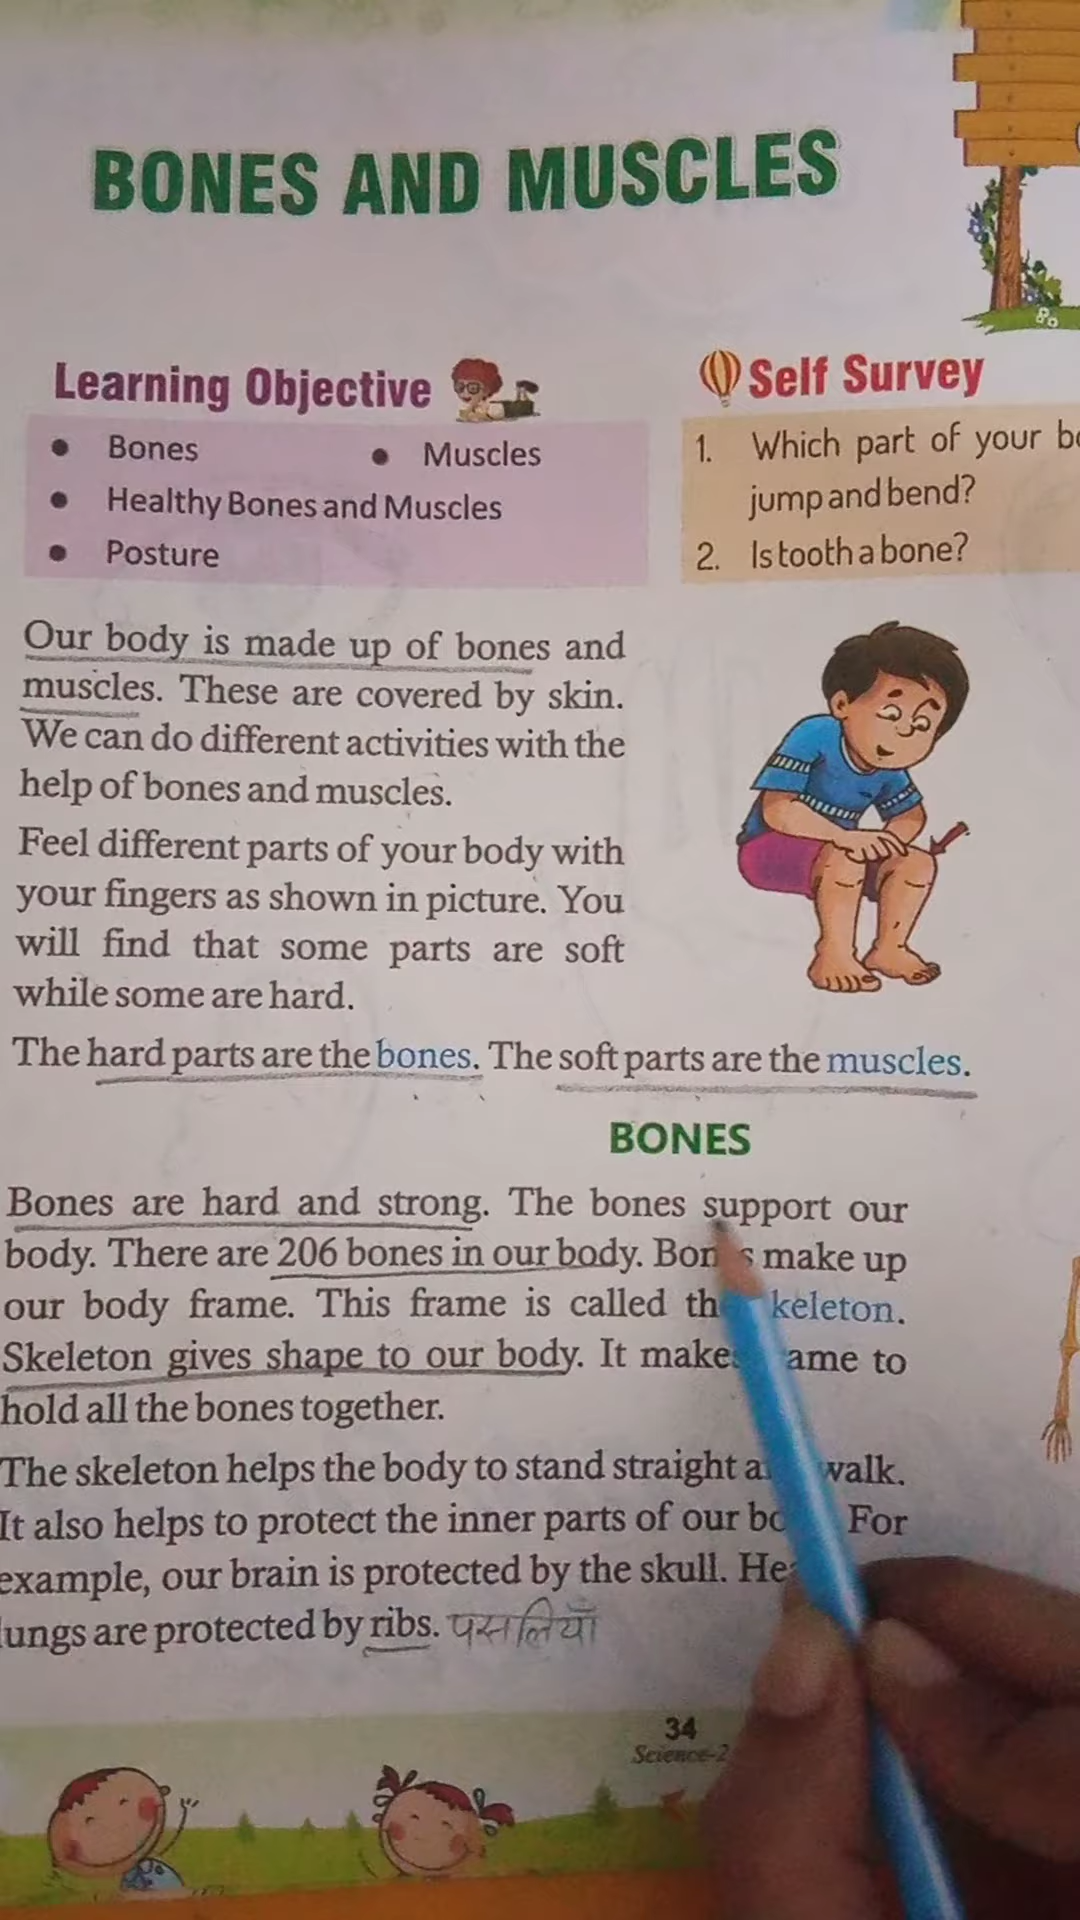 BONES AND MUSCLES
Learning Objective
Bones
Muscles
Healthy Bones and Muscles
Posture
Self Survey
1. Which part of your
jump and bend?
2. Is tooth a bone?
Our body is made up of bones and
muscles. These are covered by skin.
We can do different activities with the
help of bones and muscles.
Feel different parts of your body with
your fingers as shown in picture. You
will find that some parts are soft
while some are hard.
The hard parts are the bones. The soft parts are the muscles.
BONES
Bones are hard and strong. The bones support our
body. There are 206 bones in our body. make up
our body frame. This frame is called
Skeleton gives shape to our body. It to
hold all the bones together.
The skeleton helps the body to stand straight walk.
It also helps to protect the inner parts of our For
example, our brain is protected by the skull.
are protected by ribs. पसलियाँ
34
Science-2